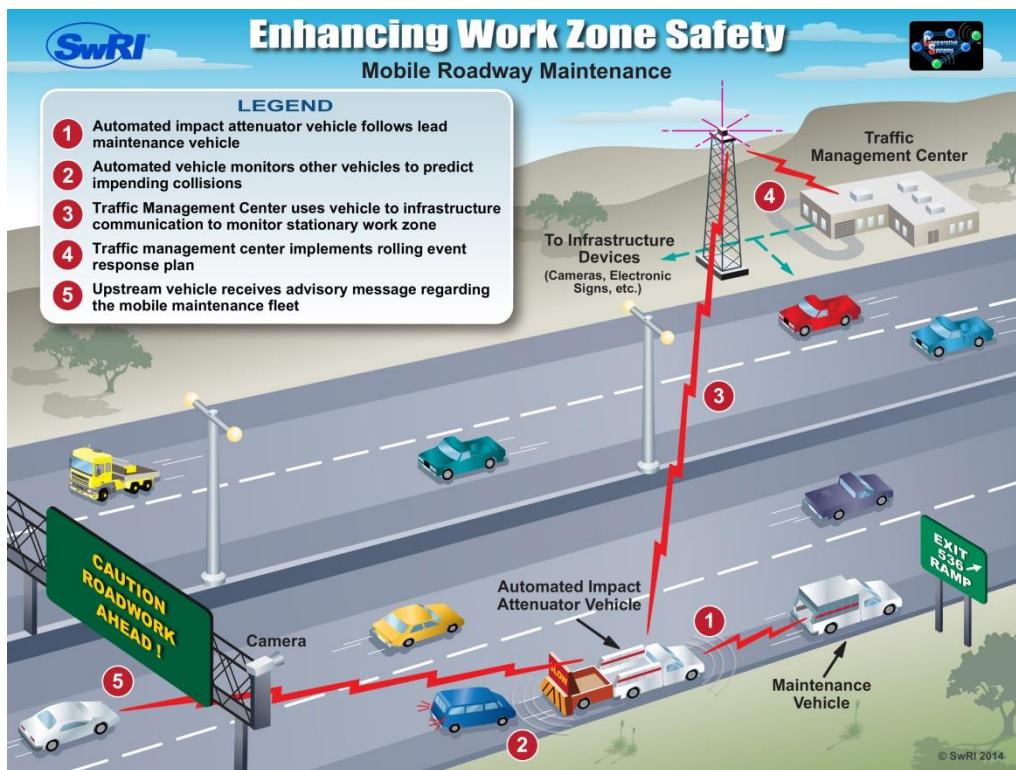 SwRI®
Enhancing Work Zone Safety
Mobile Roadway Maintenance
Cooperative
Systems
LEGEND
1 Automated impact attenuator vehicle follows lead
maintenance vehicle
2 Automated vehicle monitors other vehicles to predict
impending collisions
3 Traffic Management Center uses vehicle to infrastructure
communication to monitor stationary work zone
4 Traffic management center implements rolling event
response plan
5 Upstream vehicle receives advisory message regarding
the mobile maintenance fleet
Traffic
Management Center
4
To Infrastructure
Devices
(Cameras, Electronic
Signs, etc.)
3
CAUTION
ROADWORK
AHEAD !
EXIT
536
RAMP
Automated Impact
Attenuator Vehicle
1
Camera
SLOW
5
Maintenance
Vehicle
2
© SwRI 2014